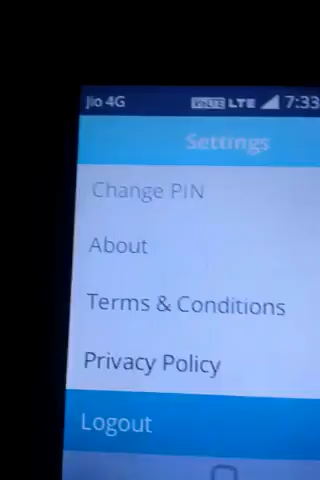 Jio 4G VoLTE LTE 7:33
Settings
Change PIN
About
Terms & Conditions
Privacy Policy
Logout